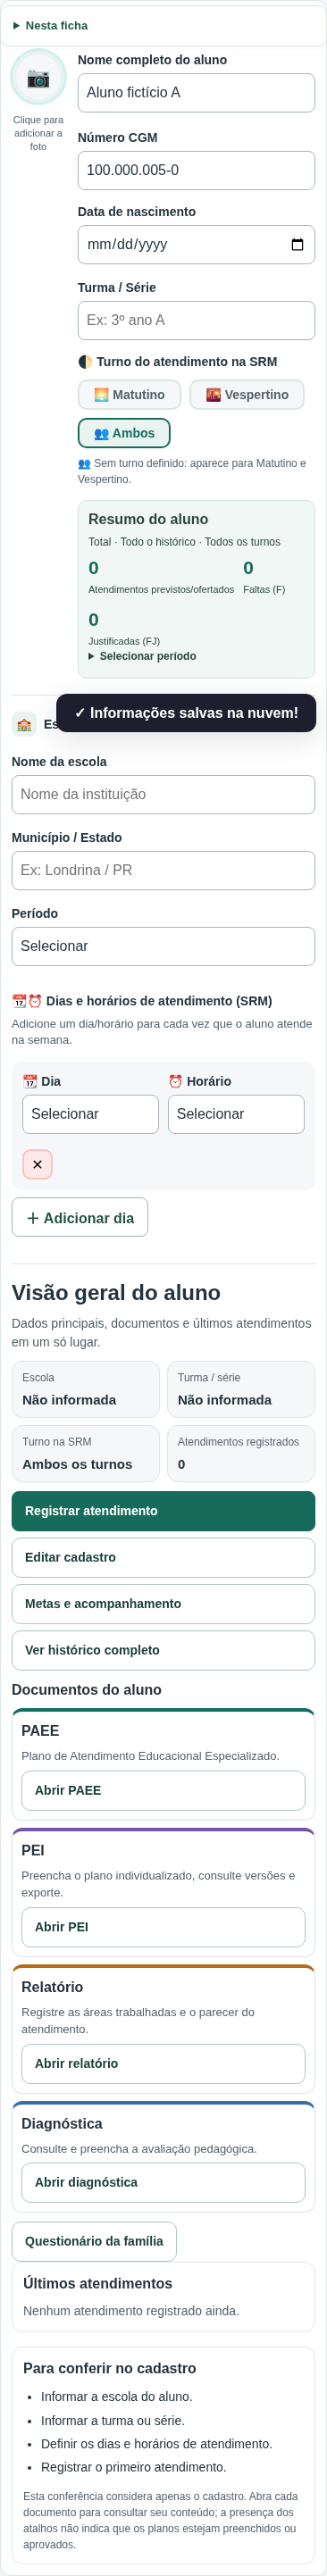 ▶ Nesta ficha
Clique para
adicionar a
foto
Nome completo do aluno
Aluno fictício A
Número CGM
100.000.005-0
Data de nascimento
mm/dd/yyyy
Turma / Série
Ex: 3º ano A
🌓 Turno do atendimento na SRM
🌅 Matutino
🌇 Vespertino
👥 Ambos
👥 Sem turno definido: aparece para Matutino e
Vespertino.
Resumo do aluno
Total · Todo o histórico · Todos os turnos
0
Atendimentos previstos/ofertados
0
Faltas (F)
0
Justificadas (FJ)
▶ Selecionar período
✓ Informações salvas na nuvem!
Nome da escola
Nome da instituição
Município / Estado
Ex: Londrina / PR
Período
Selecionar
📆⏰ Dias e horários de atendimento (SRM)
Adicione um dia/horário para cada vez que o aluno atende
na semana.
📆 Dia
⏰ Horário
Selecionar
Selecionar
✕
+ Adicionar dia
Visão geral do aluno
Dados principais, documentos e últimos atendimentos
em um só lugar.
Escola
Não informada
Turma / série
Não informada
Turno na SRM
Ambos os turnos
Atendimentos registrados
0
Registrar atendimento
Editar cadastro
Metas e acompanhamento
Ver histórico completo
Documentos do aluno
PAEE
Plano de Atendimento Educacional Especializado.
Abrir PAEE
PEI
Preencha o plano individualizado, consulte versões e
exporte.
Abrir PEI
Relatório
Registre as áreas trabalhadas e o parecer do
atendimento.
Abrir relatório
Diagnóstica
Consulte e preencha a avaliação pedagógica.
Abrir diagnóstica
Questionário da família
Últimos atendimentos
Nenhum atendimento registrado ainda.
Para conferir no cadastro
• Informar a escola do aluno.
• Informar a turma ou série.
• Definir os dias e horários de atendimento.
• Registrar o primeiro atendimento.
Esta conferência considera apenas o cadastro. Abra cada
documento para consultar seu conteúdo; a presença dos
atalhos não indica que os planos estejam preenchidos ou
aprovados.